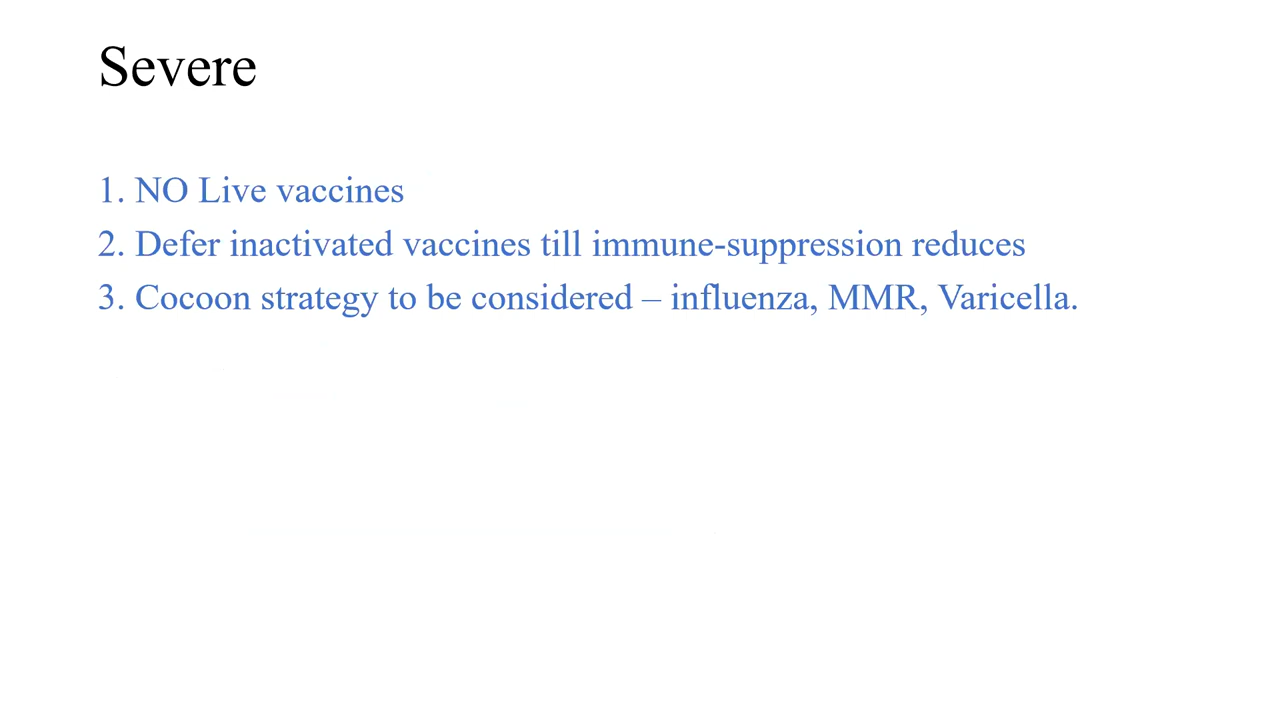 Severe
1. NO Live vaccines
2. Defer inactivated vaccines till immune-suppression reduces
3. Cocoon strategy to be considered – influenza, MMR, Varicella.